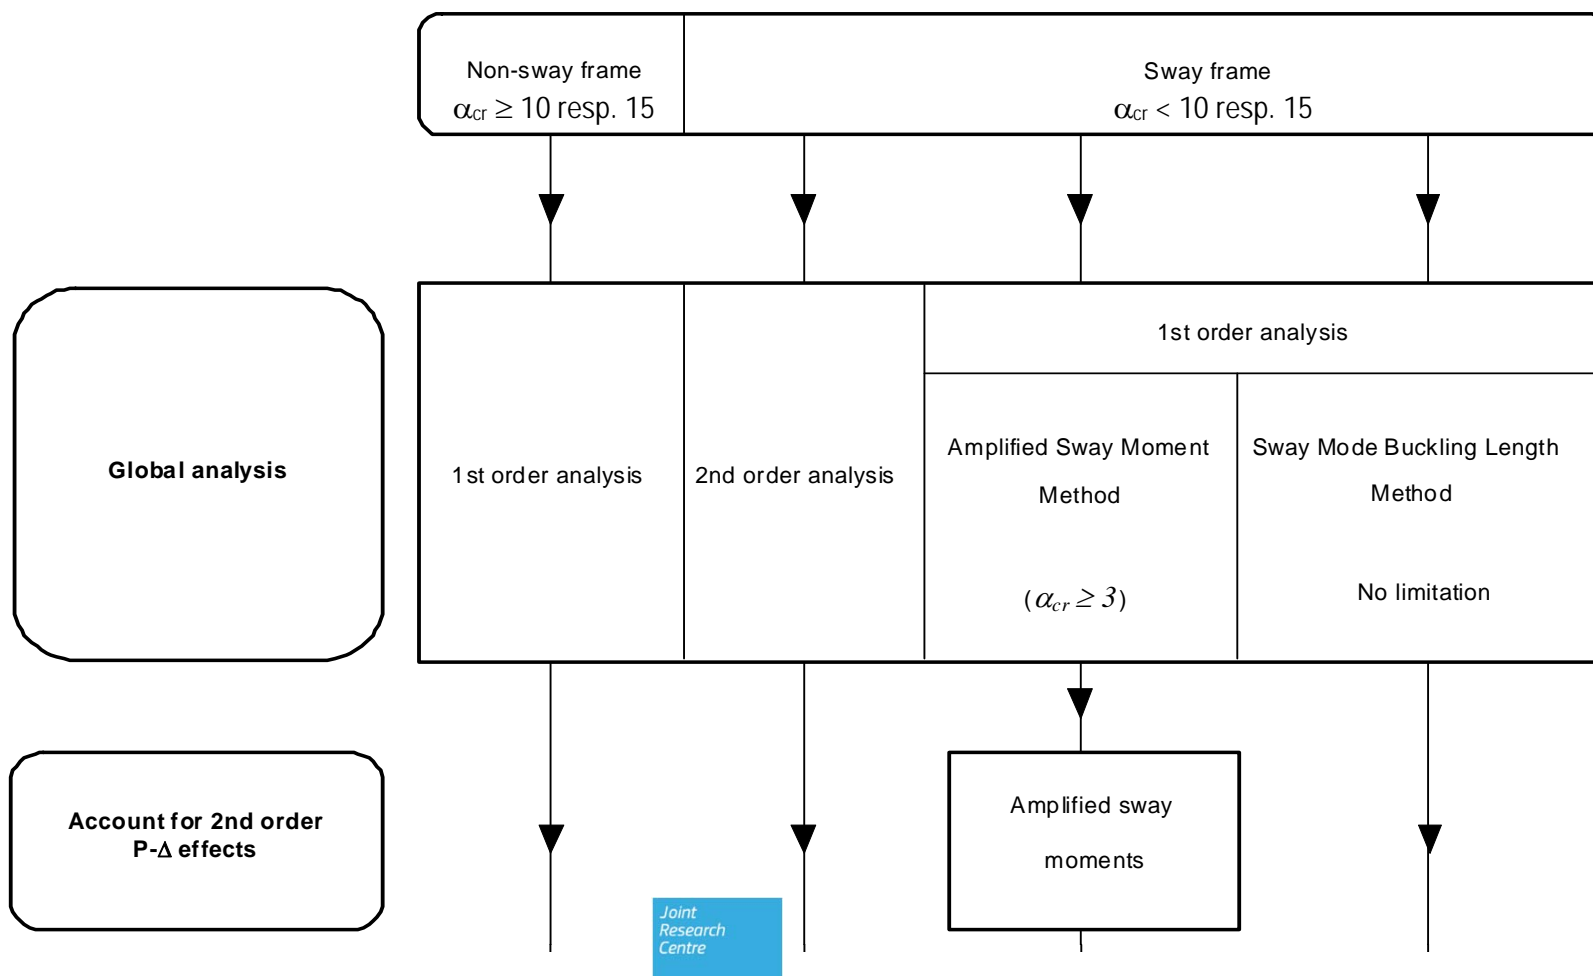 Non-sway frame
αcr ≥ 10 resp. 15
Sway frame
αcr < 10 resp. 15
Global analysis
1st order analysis
2nd order analysis
1st order analysis
Amplified Sway Moment
Method
(αcr ≥ 3)
Sway Mode Buckling Length
Method
No limitation
Account for 2nd order
P-Δ effects
Amplified sway
moments
Joint
Research
Centre